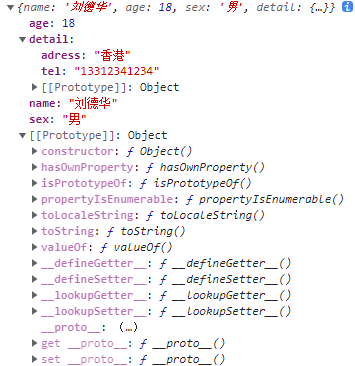 {name: '刘德华', age: 18, sex: '男', detail: {…}}
age: 18
detail:
adress: "香港"
tel: "13312341234"
[[Prototype]]: Object
name: "刘德华"
sex: "男"
[[Prototype]]: Object
constructor: ƒ Object()
hasOwnProperty: ƒ hasOwnProperty()
isPrototypeOf: ƒ isPrototypeOf()
propertyIsEnumerable: ƒ propertyIsEnumerable()
toLocaleString: ƒ toLocaleString()
toString: ƒ toString()
valueOf: ƒ valueOf()
__defineGetter__: ƒ __defineGetter__()
__defineSetter__: ƒ __defineSetter__()
__lookupGetter__: ƒ __lookupGetter__()
__lookupSetter__: ƒ __lookupSetter__()
__proto__: (…)
get __proto__: ƒ __proto__()
set __proto__: ƒ __proto__()